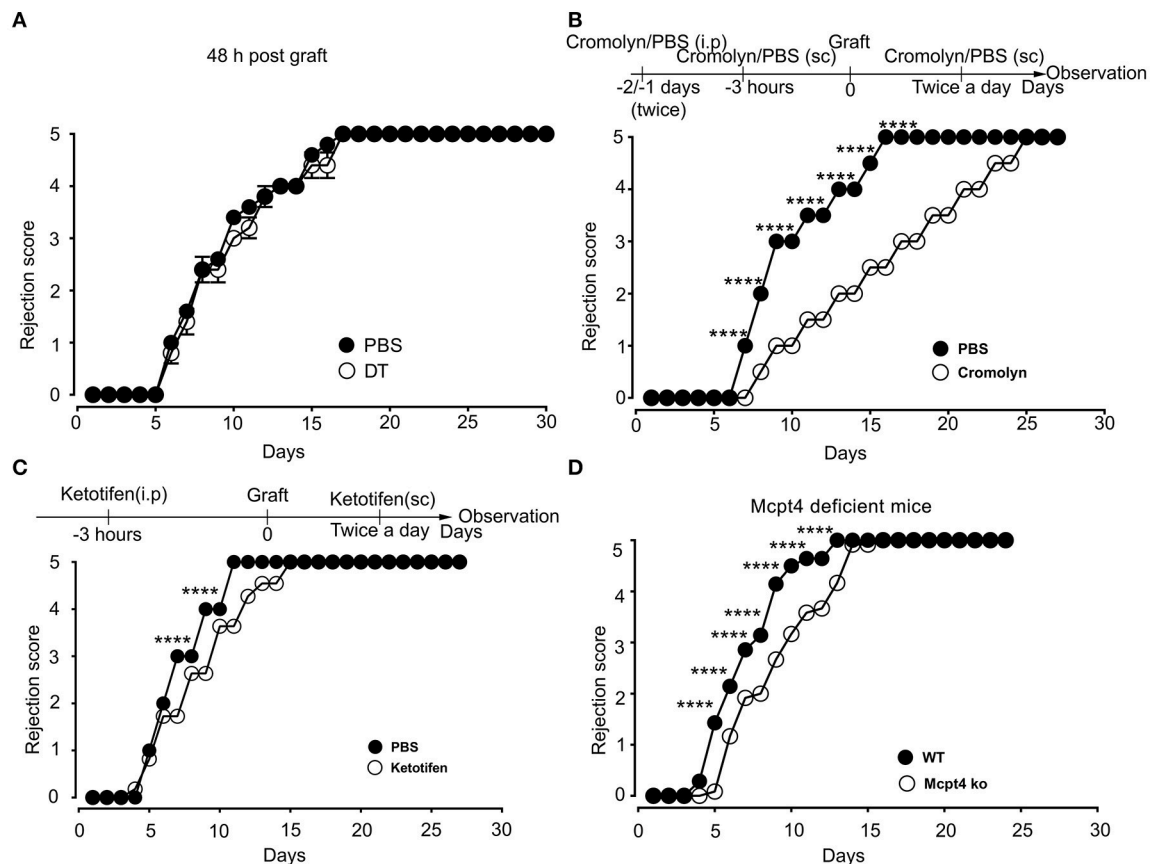 A
48 h post graft
Rejection score
5
4
3
2
1
0
0 5 10 15 20 25 30
Days
PBS
DT
B
Cromolyn/PBS (i.p)
Cromolyn/PBS (sc)
Graft
Cromolyn/PBS (sc)
Observation
-2/-1 days
(twice)
-3 hours
0
Twice a day Days
Rejection score
5
4
3
2
1
0
**** **** **** **** **** **** ****
0 5 10 15 20 25 30
Days
PBS
Cromolyn
C
Ketotifen(i.p)
Graft
Ketotifen(sc)
Observation
-3 hours
0
Twice a day Days
Rejection score
5
4
3
2
1
0
**** ****
0 5 10 15 20 25 30
Days
PBS
Ketotifen
D
Mcpt4 deficient mice
Rejection score
5
4
3
2
1
0
**** **** **** **** **** **** ****
0 5 10 15 20 25 30
Days
WT
Mcpt4 ko